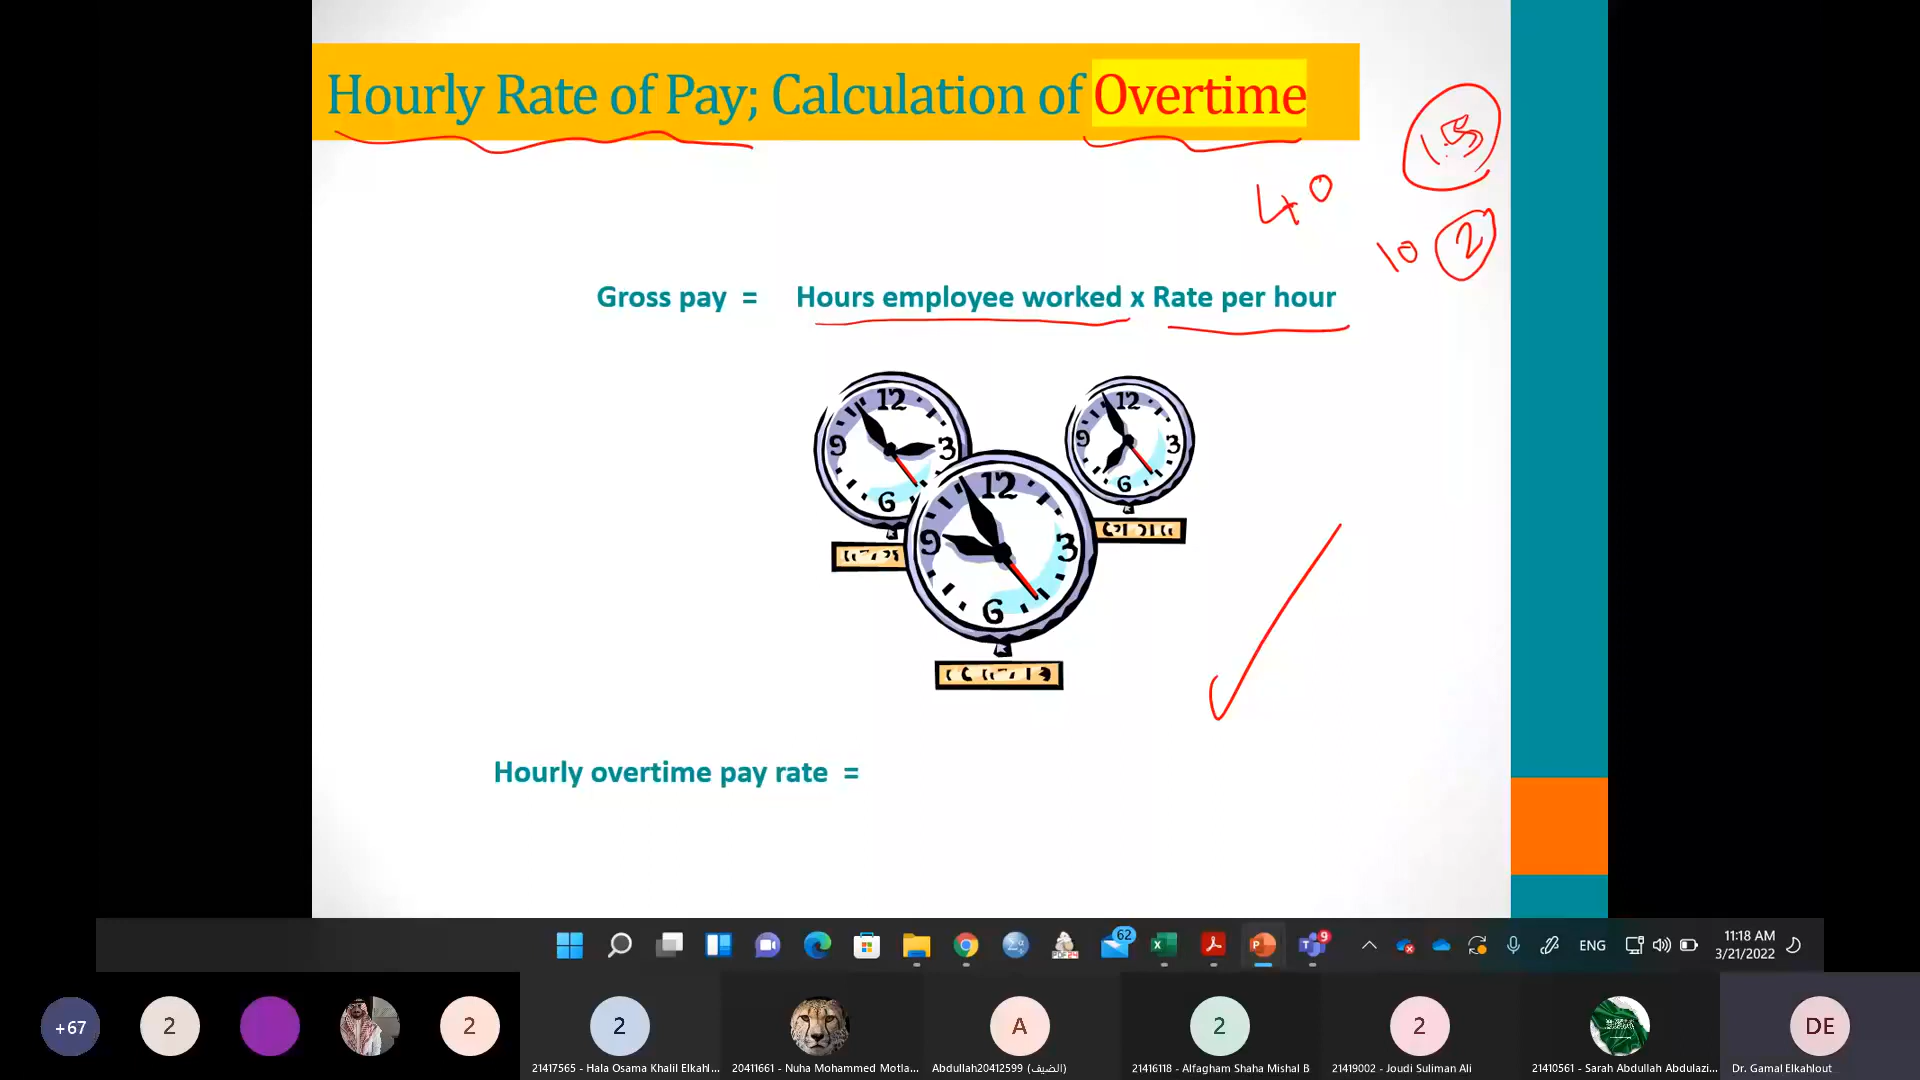 Hourly Rate of Pay; Calculation of Overtime
1.5
40
10 2
Gross pay = Hours employee worked x Rate per hour
12
9 3
6
12
9 3
6
12
9 3
6
Hourly overtime pay rate =
62
9
ENG
11:18 AM
3/21/2022
+67
2
2
2
A
2
2
DE
21417565 - Hala Osama Khalil Elkahl...
20411661 - Nuha Mohammed Motla...
Abdullah20412599 (الضيف)
21416118 - Alfagham Shaha Mishal B
21419002 - Joudi Suliman Ali
21410561 - Sarah Abdullah Abdulazi...
Dr. Gamal Elkahlout